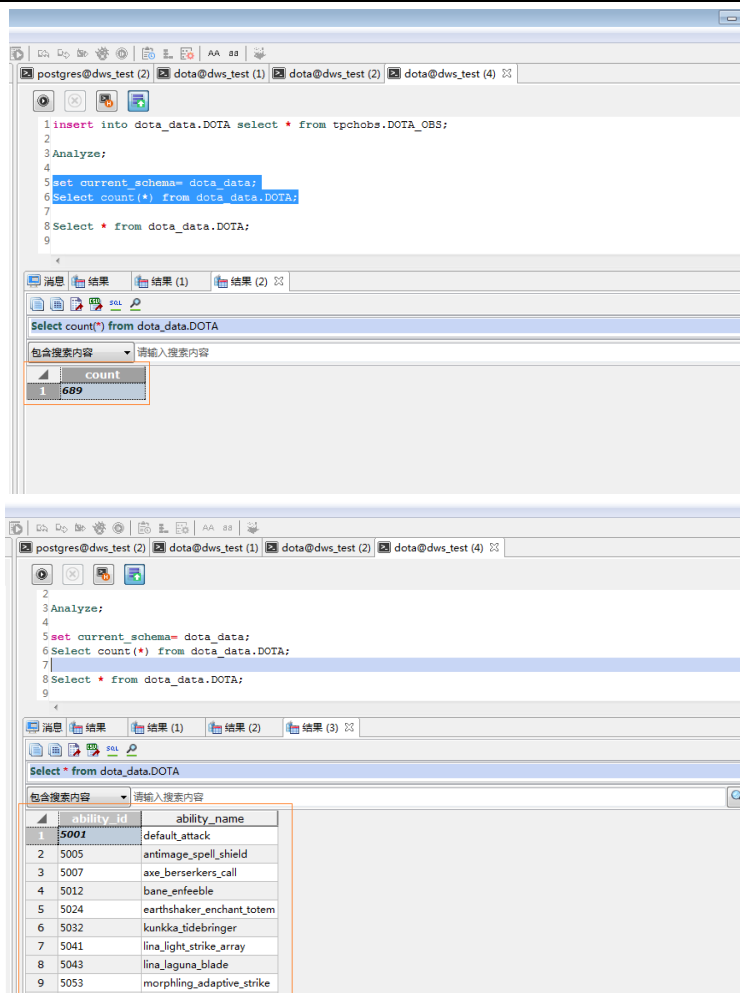 AA aa
postgres@dws_test (2) dota@dws_test (1) dota@dws_test (2) dota@dws_test (4)
1 insert into dota_data.DOTA select * from tpchobs.DOTA_OBS;
2
3 Analyze;
4
5 set current_schema= dota_data;
6 Select count(*) from dota_data.DOTA;
7
8 Select * from dota_data.DOTA;
9
消息 结果 结果 (1) 结果 (2)
SQL
Select count(*) from dota_data.DOTA
包含搜索内容 请输入搜索内容
count
1 689
AA aa
postgres@dws_test (2) dota@dws_test (1) dota@dws_test (2) dota@dws_test (4)
2
3 Analyze;
4
5 set current_schema= dota_data;
6 Select count(*) from dota_data.DOTA;
7
8 Select * from dota_data.DOTA;
9
消息 结果 结果 (1) 结果 (2) 结果 (3)
SQL
Select * from dota_data.DOTA
包含搜索内容 请输入搜索内容
ability_id ability_name
1 5001 default_attack
2 5005 antimage_spell_shield
3 5007 axe_berserkers_call
4 5012 bane_enfeeble
5 5024 earthshaker_enchant_totem
6 5032 kunkka_tidebringer
7 5041 lina_light_strike_array
8 5043 lina_laguna_blade
9 5053 morphling_adaptive_strike